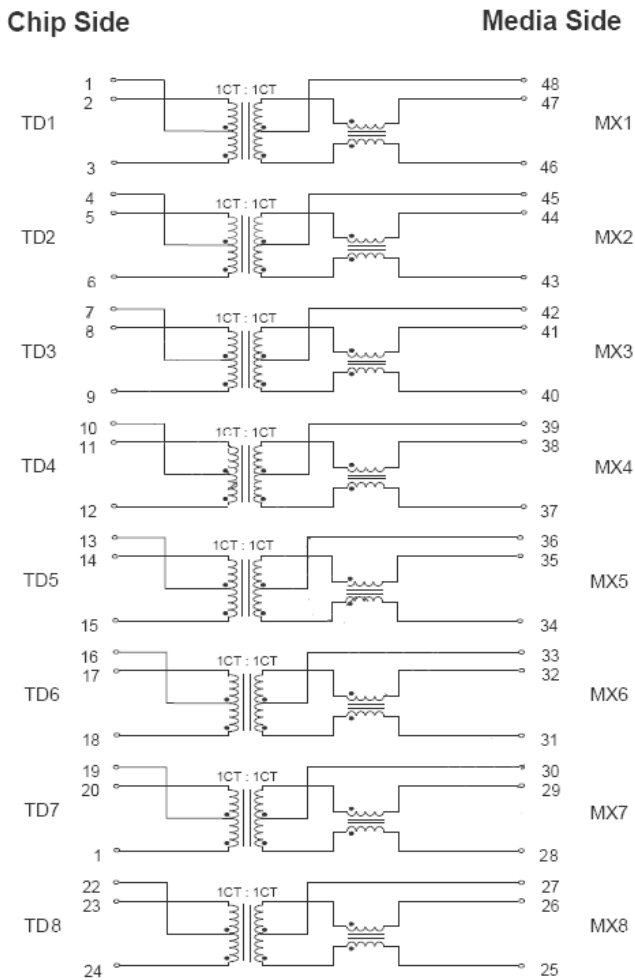 Chip Side Media Side
1 1CT : 1CT 48
2 47
TD1 MX1
3 46
4 1CT : 1CT 45
5 44
TD2 MX2
6 43
7 1CT : 1CT 42
8 41
TD3 MX3
9 40
10 1CT : 1CT 39
11 38
TD4 MX4
12 37
13 1CT : 1CT 36
14 35
TD5 MX5
15 34
16 1CT : 1CT 33
17 32
TD6 MX6
18 31
19 1CT : 1CT 30
20 29
TD7 MX7
1 28
22 1CT : 1CT 27
23 26
TD8 MX8
24 25